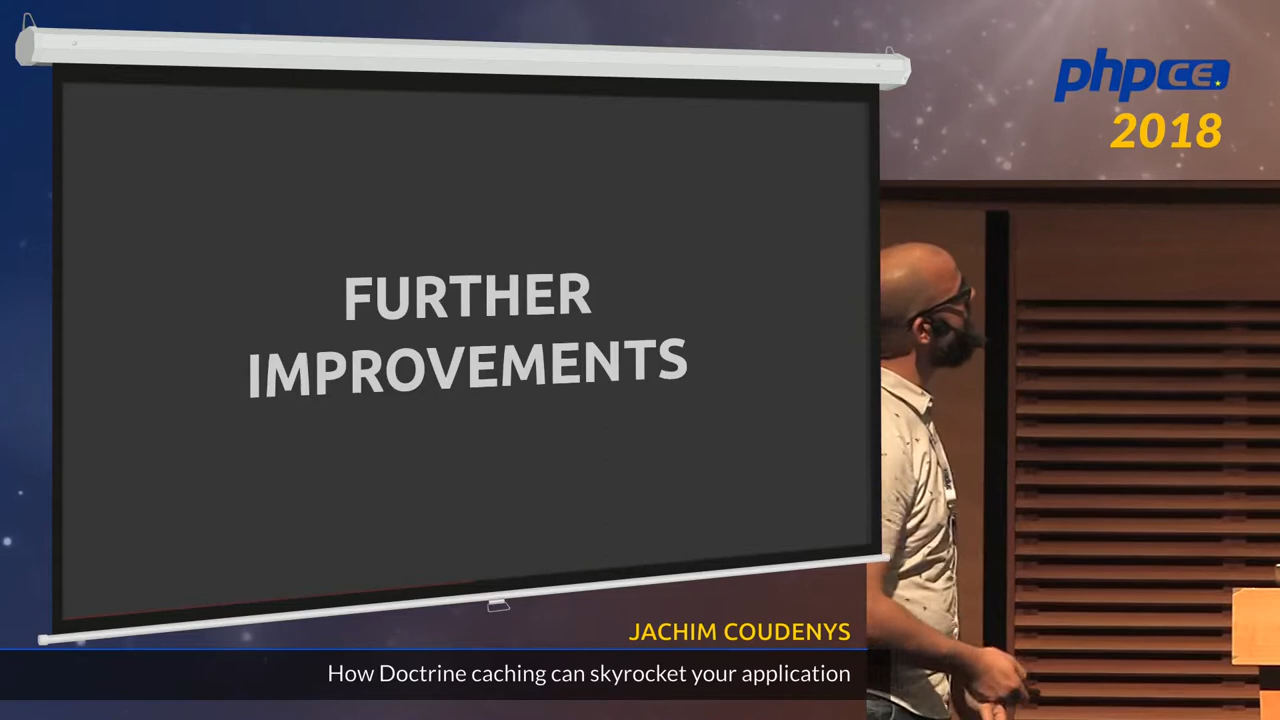 phpCE
2018
FURTHER
IMPROVEMENTS
JACHIM COUDENYS
How Doctrine caching can skyrocket your application